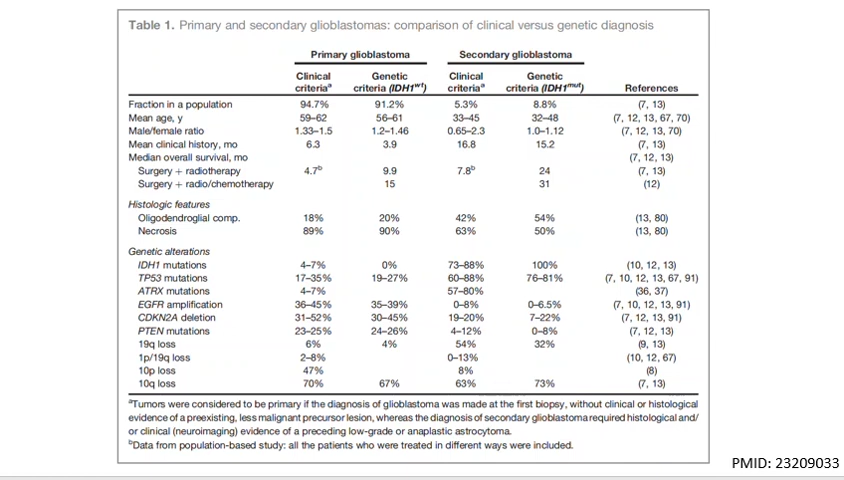 Table 1. Primary and secondary glioblastomas: comparison of clinical versus genetic diagnosis
Primary glioblastoma Secondary glioblastoma
Clinical criteriaᵃ Genetic criteria (IDH1ʷᵗ) Clinical criteriaᵃ Genetic criteria (IDH1ᵐᵘᵗ) References
Fraction in a population 94.7% 91.2% 5.3% 8.8% (7, 13)
Mean age, y 59–62 56–61 33–45 32–48 (7, 12, 13, 67, 70)
Male/female ratio 1.33–1.5 1.2–1.46 0.65–2.3 1.0–1.12 (7, 12, 13, 70)
Mean clinical history, mo 6.3 3.9 16.8 15.2 (7, 13)
Median overall survival, mo (7, 12, 13)
Surgery + radiotherapy 4.7ᵇ 9.9 7.8ᵇ 24 (7, 13)
Surgery + radio/chemotherapy 15 31 (12)
Histologic features
Oligodendroglial comp. 18% 20% 42% 54% (13, 80)
Necrosis 89% 90% 63% 50% (13, 80)
Genetic alterations
IDH1 mutations 4–7% 0% 73–88% 100% (10, 12, 13)
TP53 mutations 17–35% 19–27% 60–88% 76–81% (7, 10, 12, 13, 67, 91)
ATRX mutations 4–7% 57–80% (36, 37)
EGFR amplification 36–45% 35–39% 0–8% 0–6.5% (7, 10, 12, 13, 91)
CDKN2A deletion 31–52% 30–45% 19–20% 7–22% (7, 12, 13, 91)
PTEN mutations 23–25% 24–26% 4–12% 0–8% (7, 12, 13)
19q loss 6% 4% 54% 32% (9, 13)
1p/19q loss 2–8% 0–13% (10, 12, 67)
10p loss 47% 8% (8)
10q loss 70% 67% 63% 73% (7, 13)
ᵃTumors were considered to be primary if the diagnosis of glioblastoma was made at the first biopsy, without clinical or histological
evidence of a preexisting, less malignant precursor lesion, whereas the diagnosis of secondary glioblastoma required histological and/
or clinical (neuroimaging) evidence of a preceding low-grade or anaplastic astrocytoma.
ᵇData from population-based study: all the patients who were treated in different ways were included.
PMID: 23209033